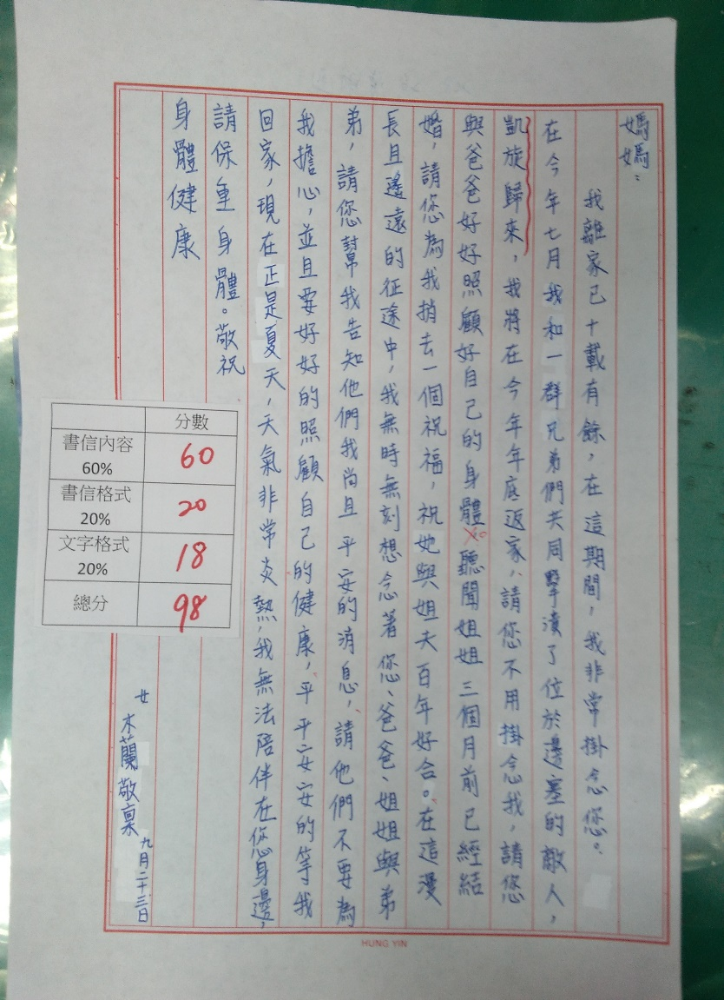 媽媽：
我離家已十載有餘，在這期間，我非常掛念您。
在今年七月我和一群兄弟們共同擊潰了位於邊塞的敵人，
凱旋歸來，我將在今年年底返家、請您不用掛念我，請您
與爸爸好好照顧好自己的身體。聽聞姐姐三個月前已經結
婚，請您為我捎去一個祝福，祝她與姐夫百年好合。在這漫
長且遙遠的征途中，我無時無刻想念著您、爸爸、姐姐與弟
弟，請您幫我告知他們我尚且平安的消息，請他們不要為
我擔心，並且要好好的照顧自己的健康，平平安安的等我
回家，現在正是夏天，天氣非常炎熱，我無法陪伴在您身邊，
請保重身體。敬祝
身體健康
女 木蘭 敬稟 九月二十三日
分數
書信內容 60% 60
書信格式 20% 20
文字格式 20% 18
總分 98
HUNG YIN